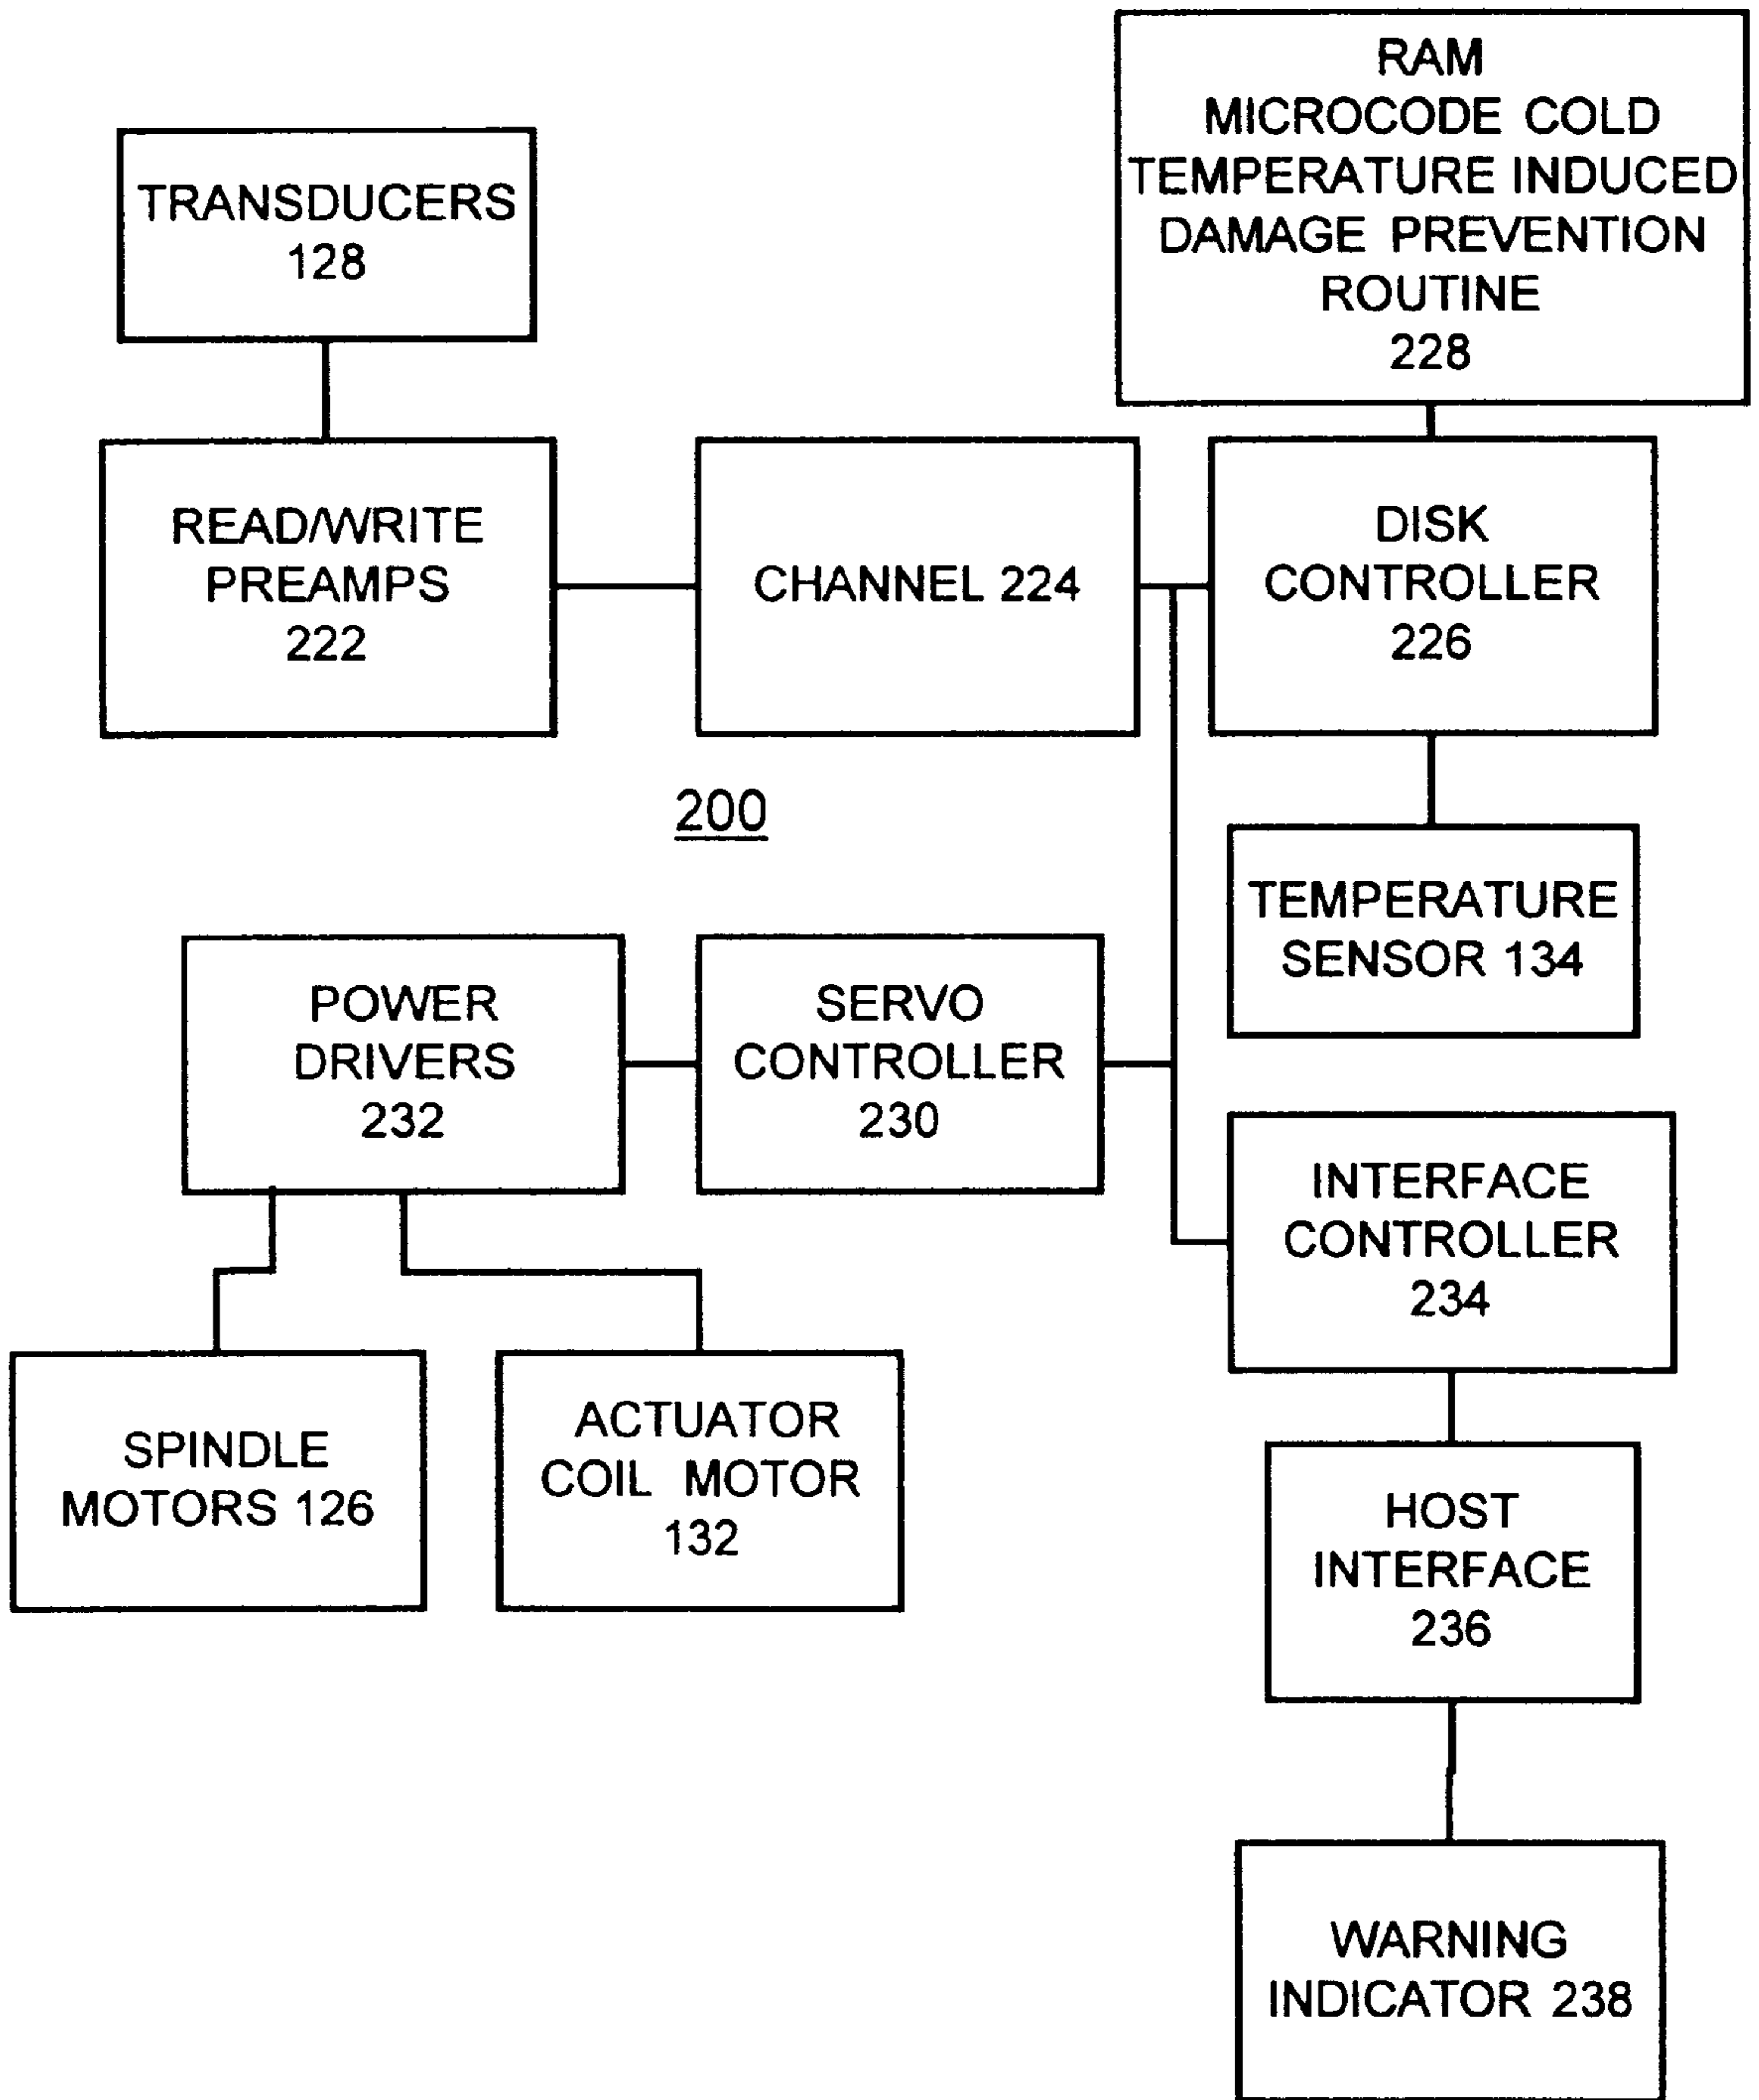 RAM
MICROCODE COLD
TEMPERATURE INDUCED
DAMAGE PREVENTION
ROUTINE
228
TRANSDUCERS
128
READ/WRITE
PREAMPS
222
CHANNEL 224
DISK
CONTROLLER
226
200
TEMPERATURE
SENSOR 134
POWER
DRIVERS
232
SERVO
CONTROLLER
230
INTERFACE
CONTROLLER
234
SPINDLE
MOTORS 126
ACTUATOR
COIL MOTOR
132
HOST
INTERFACE
236
WARNING
INDICATOR 238